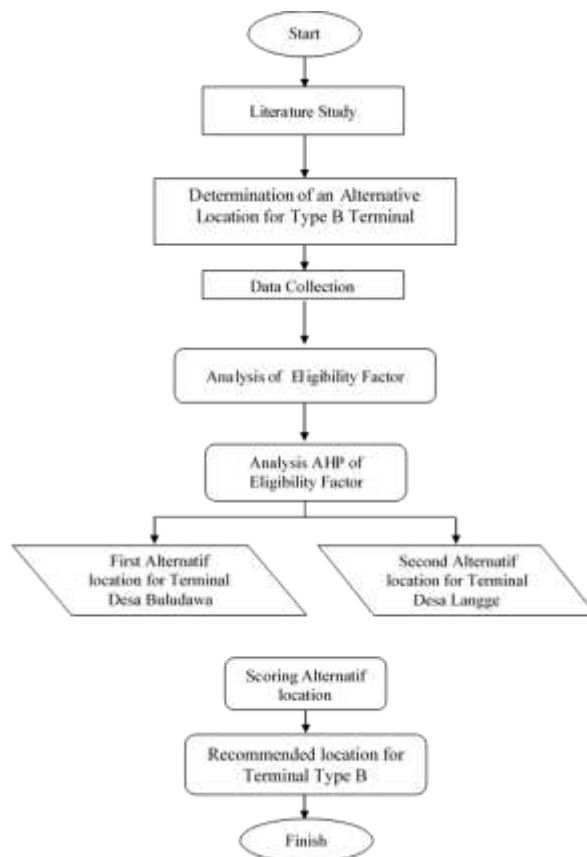 Start
Literature Study
Determination of an Alternative
Location for Type B Terminal
Data Collection
Analysis of Eligibility Factor
Analysis AHP of
Eligibility Factor
First Alternatif
location for Terminal
Desa Buludawa
Second Alternatif
location for Terminal
Desa Langge
Scoring Alternatif
location
Recommended location for
Terminal Type B
Finish